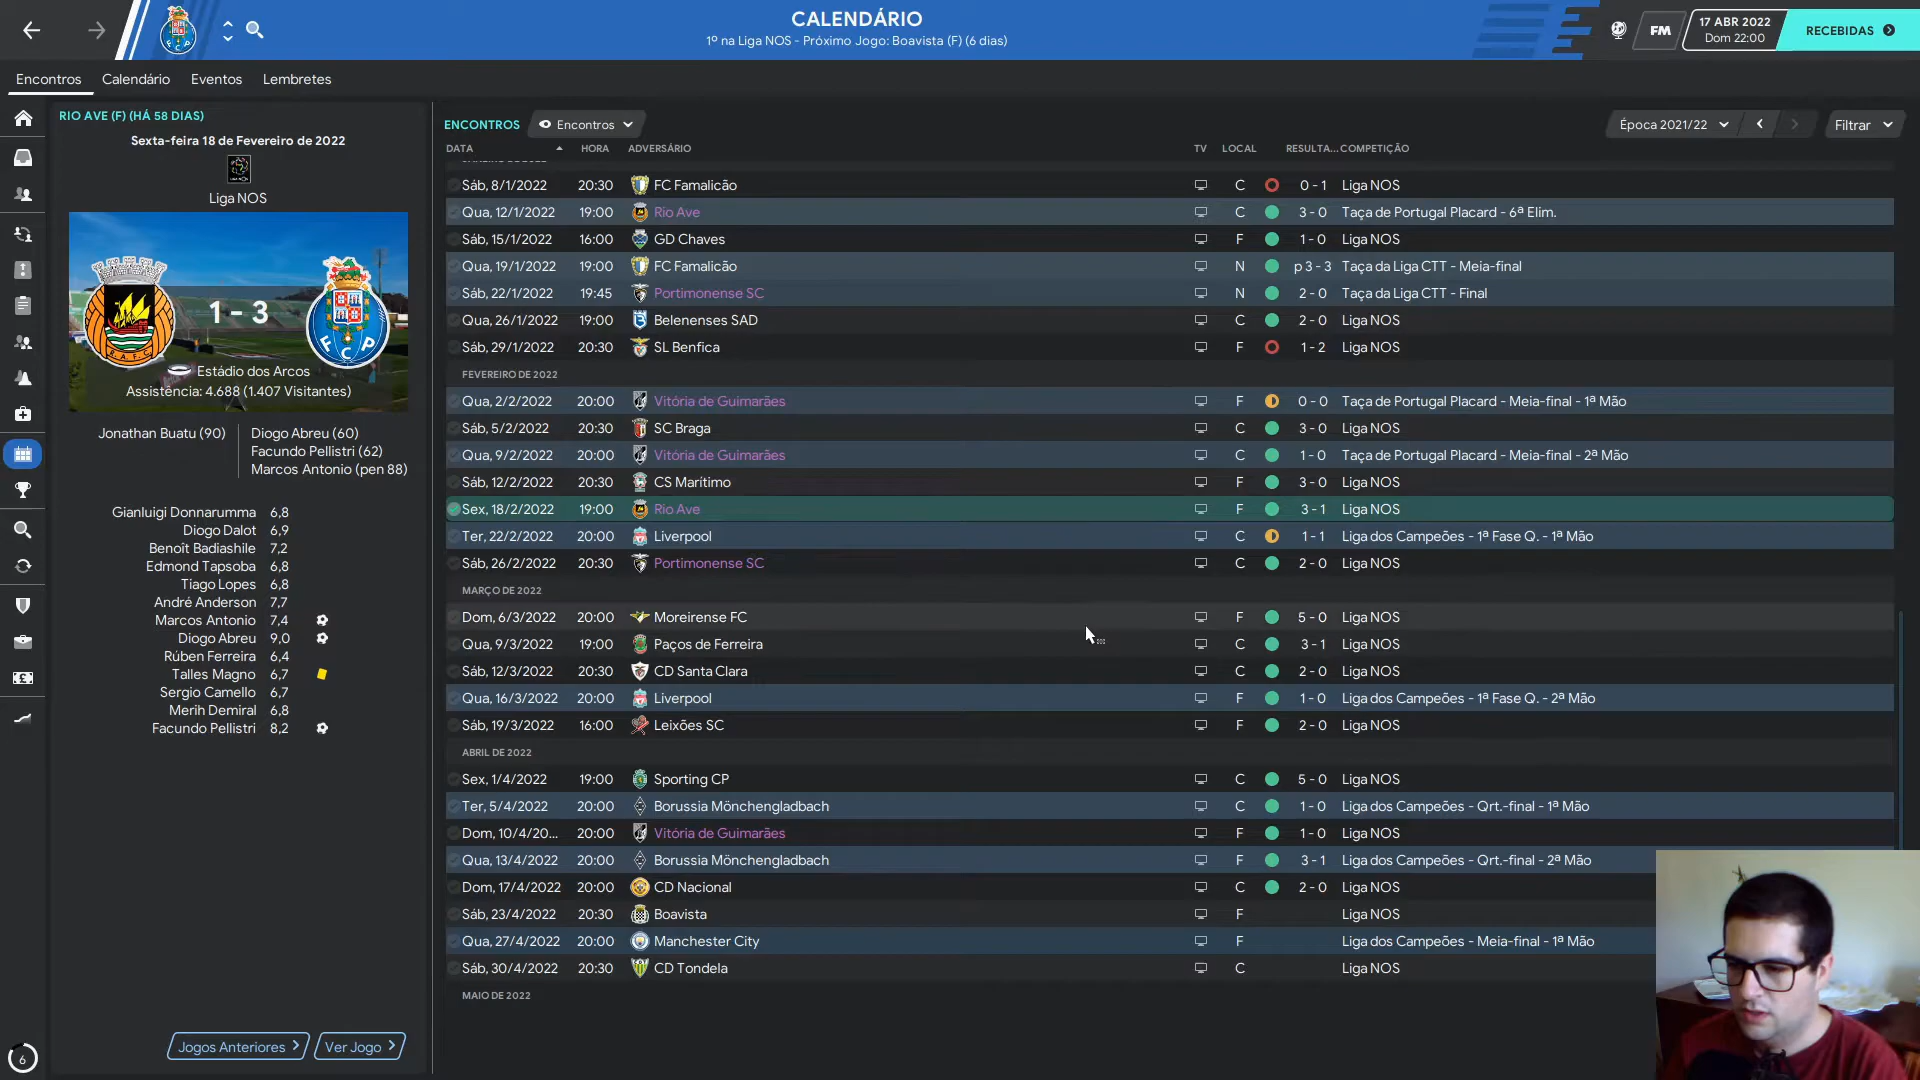 CALENDÁRIO
1º na Liga NOS - Próximo Jogo: Boavista (F) (6 dias)
FM
17 ABR 2022
Dom 22:00
RECEBIDAS
Encontros Calendário Eventos Lembretes
RIO AVE (F) (HÁ 58 DIAS)
Sexta-feira 18 de Fevereiro de 2022
Liga NOS
1 - 3
Estádio dos Arcos
Assistência: 4.688 (1.407 Visitantes)
Jonathan Buatu (90)
Diogo Abreu (60)
Facundo Pellistri (62)
Marcos Antonio (pen 88)
Gianluigi Donnarumma 6,8
Diogo Dalot 6,9
Benoît Badiashile 7,2
Edmond Tapsoba 6,8
Tiago Lopes 6,8
André Anderson 7,7
Marcos Antonio 7,4
Diogo Abreu 9,0
Rúben Ferreira 6,4
Talles Magno 6,7
Sergio Camello 6,7
Merih Demiral 6,8
Facundo Pellistri 8,2
Jogos Anteriores
Ver Jogo
6
ENCONTROS Encontros Época 2021/22 Filtrar
DATA HORA ADVERSÁRIO TV LOCAL RESULTA... COMPETIÇÃO
Sáb, 8/1/2022 20:30 FC Famalicão C 0 - 1 Liga NOS
Qua, 12/1/2022 19:00 Rio Ave C 3 - 0 Taça de Portugal Placard - 6ª Elim.
Sáb, 15/1/2022 16:00 GD Chaves F 1 - 0 Liga NOS
Qua, 19/1/2022 19:00 FC Famalicão N p 3 - 3 Taça da Liga CTT - Meia-final
Sáb, 22/1/2022 19:45 Portimonense SC N 2 - 0 Taça da Liga CTT - Final
Qua, 26/1/2022 19:00 Belenenses SAD C 2 - 0 Liga NOS
Sáb, 29/1/2022 20:30 SL Benfica F 1 - 2 Liga NOS
FEVEREIRO DE 2022
Qua, 2/2/2022 20:00 Vitória de Guimarães F 0 - 0 Taça de Portugal Placard - Meia-final - 1ª Mão
Sáb, 5/2/2022 20:30 SC Braga C 3 - 0 Liga NOS
Qua, 9/2/2022 20:00 Vitória de Guimarães C 1 - 0 Taça de Portugal Placard - Meia-final - 2ª Mão
Sáb, 12/2/2022 20:30 CS Marítimo F 3 - 0 Liga NOS
Sex, 18/2/2022 19:00 Rio Ave F 3 - 1 Liga NOS
Ter, 22/2/2022 20:00 Liverpool C 1 - 1 Liga dos Campeões - 1ª Fase Q. - 1ª Mão
Sáb, 26/2/2022 20:30 Portimonense SC C 2 - 0 Liga NOS
MARÇO DE 2022
Dom, 6/3/2022 20:00 Moreirense FC F 5 - 0 Liga NOS
Qua, 9/3/2022 19:00 Paços de Ferreira C 3 - 1 Liga NOS
Sáb, 12/3/2022 20:30 CD Santa Clara C 2 - 0 Liga NOS
Qua, 16/3/2022 20:00 Liverpool F 1 - 0 Liga dos Campeões - 1ª Fase Q. - 2ª Mão
Sáb, 19/3/2022 16:00 Leixões SC F 2 - 0 Liga NOS
ABRIL DE 2022
Sex, 1/4/2022 19:00 Sporting CP C 5 - 0 Liga NOS
Ter, 5/4/2022 20:00 Borussia Mönchengladbach C 1 - 0 Liga dos Campeões - Qrt.-final - 1ª Mão
Dom, 10/4/20... 20:00 Vitória de Guimarães F 1 - 0 Liga NOS
Qua, 13/4/2022 20:00 Borussia Mönchengladbach F 3 - 1 Liga dos Campeões - Qrt.-final - 2ª Mão
Dom, 17/4/2022 20:00 CD Nacional C 2 - 0 Liga NOS
Sáb, 23/4/2022 20:30 Boavista F Liga NOS
Qua, 27/4/2022 20:00 Manchester City F Liga dos Campeões - Meia-final - 1ª Mão
Sáb, 30/4/2022 20:30 CD Tondela C Liga NOS
MAIO DE 2022